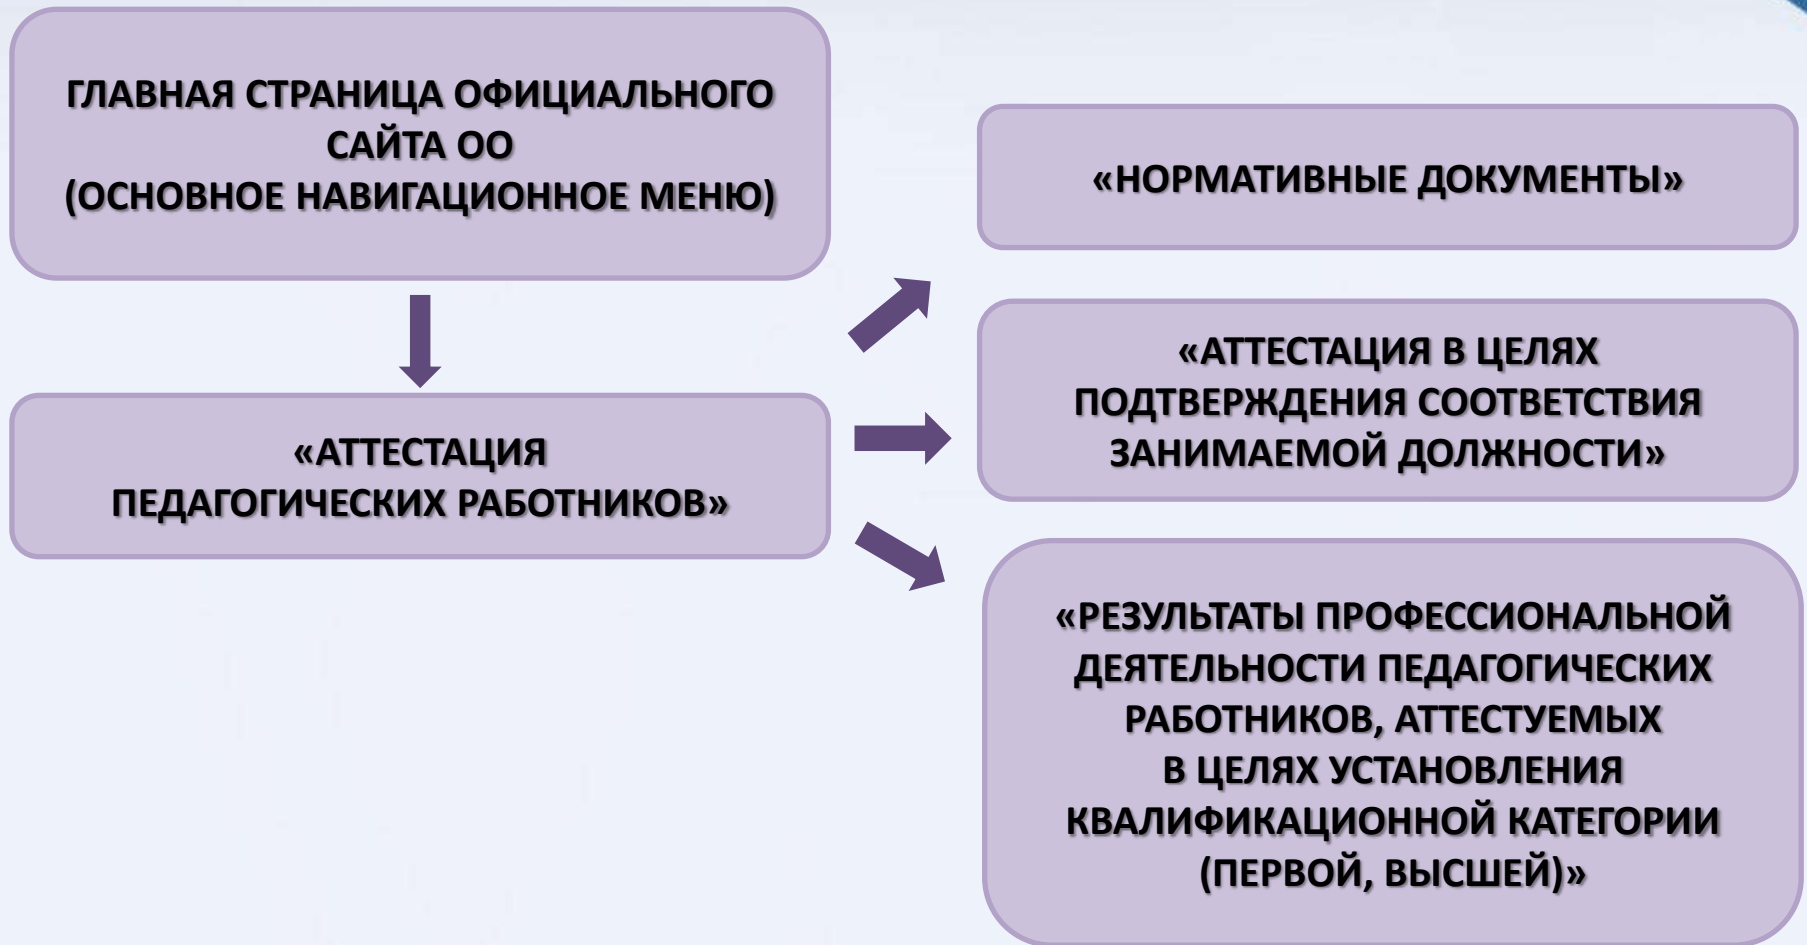 ГЛАВНАЯ СТРАНИЦА ОФИЦИАЛЬНОГО
САЙТА ОО
(ОСНОВНОЕ НАВИГАЦИОННОЕ МЕНЮ)
«АТТЕСТАЦИЯ
ПЕДАГОГИЧЕСКИХ РАБОТНИКОВ»
«НОРМАТИВНЫЕ ДОКУМЕНТЫ»
«АТТЕСТАЦИЯ В ЦЕЛЯХ
ПОДТВЕРЖДЕНИЯ СООТВЕТСТВИЯ
ЗАНИМАЕМОЙ ДОЛЖНОСТИ»
«РЕЗУЛЬТАТЫ ПРОФЕССИОНАЛЬНОЙ
ДЕЯТЕЛЬНОСТИ ПЕДАГОГИЧЕСКИХ
РАБОТНИКОВ, АТТЕСТУЕМЫХ
В ЦЕЛЯХ УСТАНОВЛЕНИЯ
КВАЛИФИКАЦИОННОЙ КАТЕГОРИИ
(ПЕРВОЙ, ВЫСШЕЙ)»